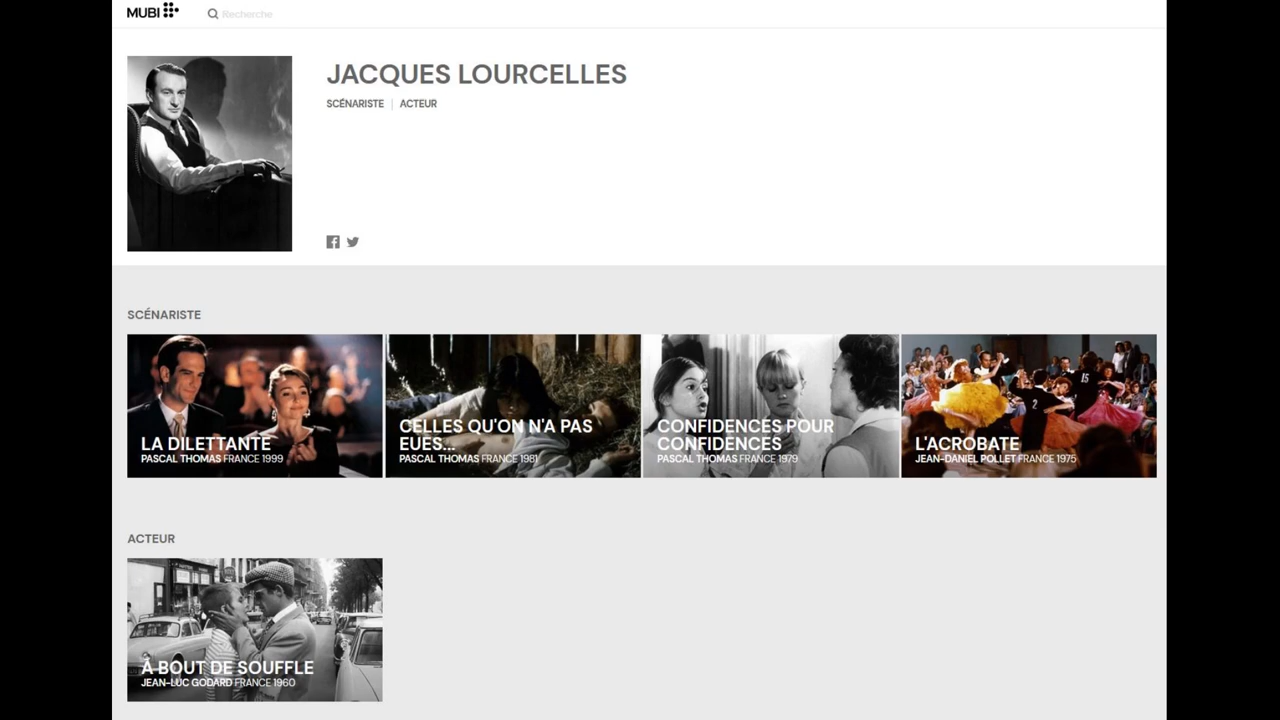 MUBI
Recherche
JACQUES LOURCELLES
SCÉNARISTE | ACTEUR
SCÉNARISTE
LA DILETTANTE
PASCAL THOMAS FRANCE 1999
CELLES QU'ON N'A PAS
EUES...
PASCAL THOMAS FRANCE 1981
CONFIDENCES POUR
CONFIDENCES
PASCAL THOMAS FRANCE 1979
15
2
L'ACROBATE
JEAN-DANIEL POLLET FRANCE 1975
ACTEUR
À BOUT DE SOUFFLE
JEAN-LUC GODARD FRANCE 1960